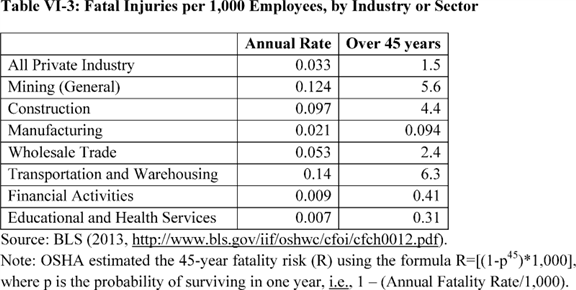 Table VI-3: Fatal Injuries per 1,000 Employees, by Industry or Sector
Annual Rate Over 45 years
All Private Industry 0.033 1.5
Mining (General) 0.124 5.6
Construction 0.097 4.4
Manufacturing 0.021 0.094
Wholesale Trade 0.053 2.4
Transportation and Warehousing 0.14 6.3
Financial Activities 0.009 0.41
Educational and Health Services 0.007 0.31
Source: BLS (2013, http://www.bls.gov/iif/oshwc/cfoi/cfch0012.pdf).
Note: OSHA estimated the 45-year fatality risk (R) using the formula R=[(1-p⁴⁵)*1,000],
where p is the probability of surviving in one year, i.e., 1 – (Annual Fatality Rate/1,000).